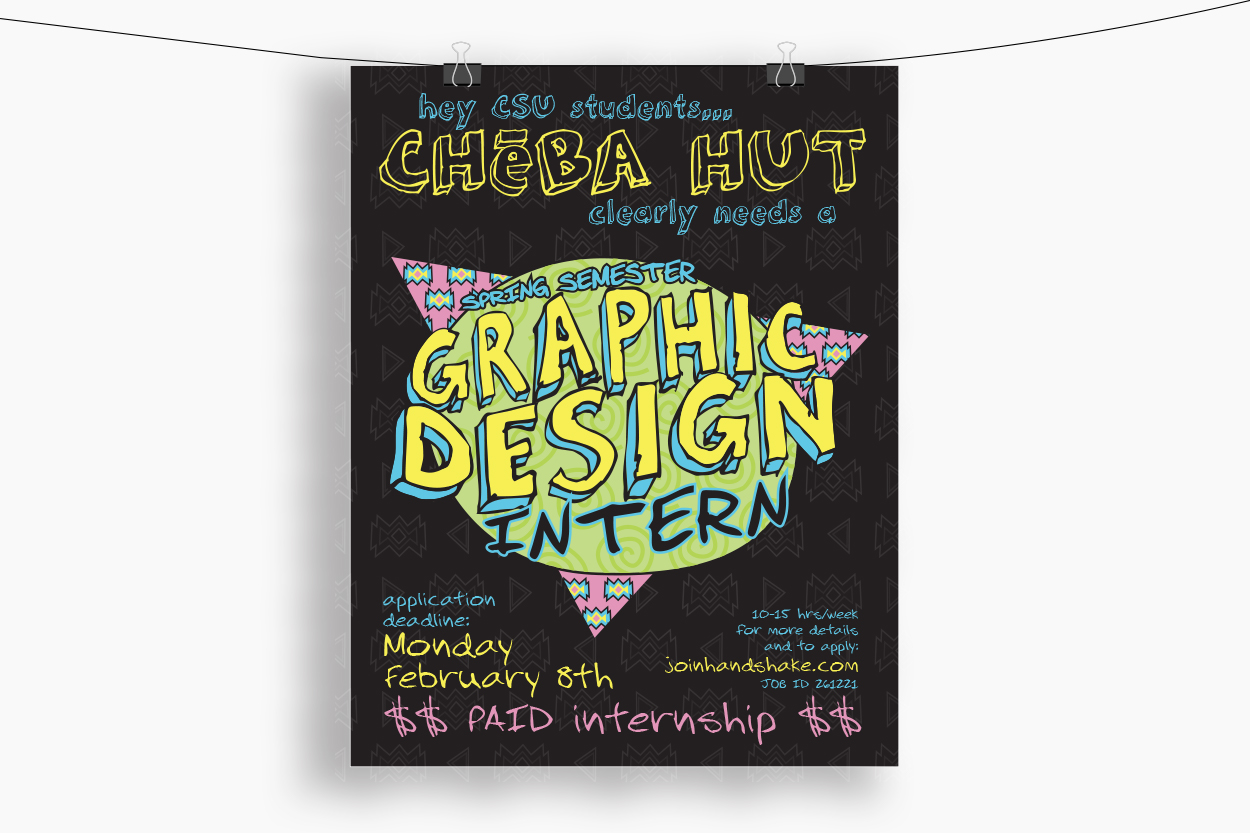 hey CSU students...
CHēBA HUT
clearly needs a
SPRING SEMESTER
GRAPHIC
DESIGN
INTERN
application
deadline:
Monday
February 8th
10-15 hrs/week
for more details
and to apply:
joinhandshake.com
JOB ID 261221
$$ PAID internship $$